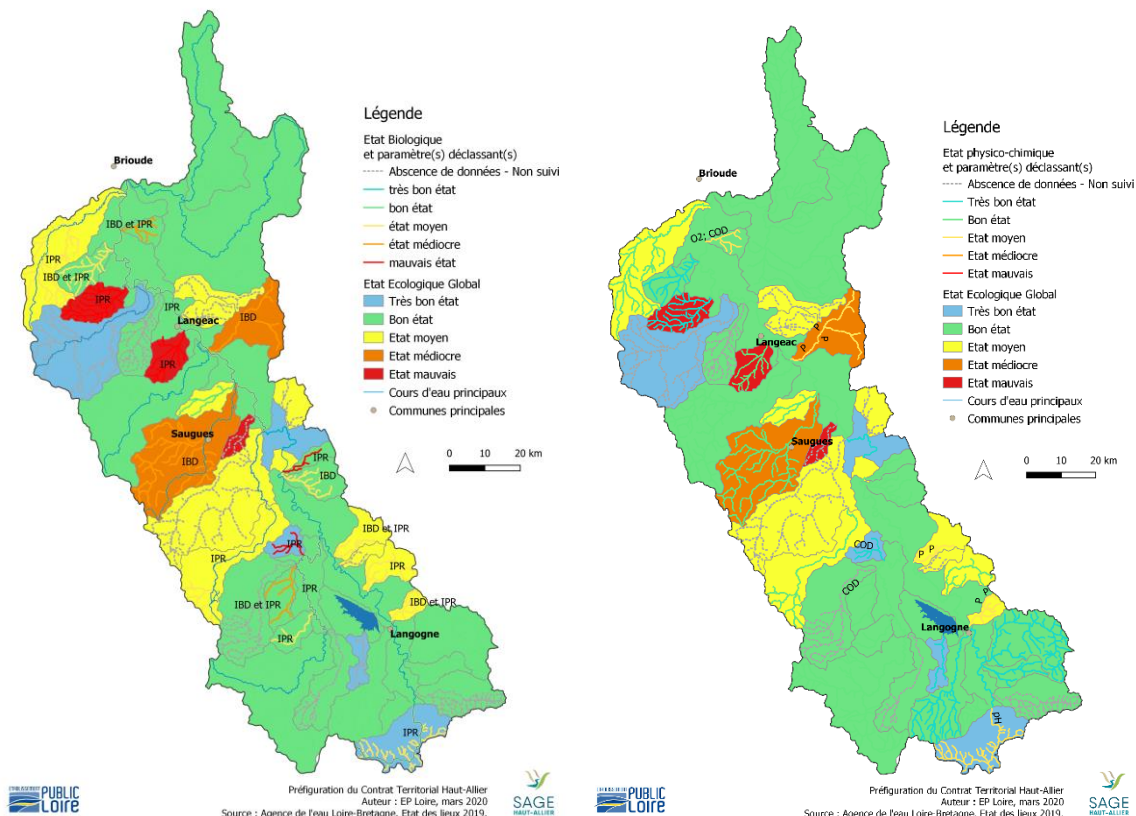 Légende
Etat Biologique
et paramètre(s) déclassant(s)
Abscence de données - Non suivi
très bon état
bon état
état moyen
état médiocre
mauvais état
Etat Ecologique Global
Très bon état
Bon état
Etat moyen
Etat médiocre
Etat mauvais
Cours d'eau principaux
Communes principales
0 10 20 km
Brioude
IBD et IPR
IPR
IBD et IPR
IPR
IPR
Langeac
IBD
IPR
Saugues
IBD
IPR
IBD
IBD et IPR
IPR
IPR
IPR
IPR
IBD et IPR
IBD et IPR
IPR
Langogne
IPR
ETABLISSEMENT
PUBLIC
LOIRE
Préfiguration du Contrat Territorial Haut-Allier
Auteur : EP Loire, mars 2020
Source : Agence de l'eau Loire-Bretagne, Etat des lieux 2019.
SAGE
HAUT-ALLIER
Légende
Etat physico-chimique
et paramètre(s) déclassant(s)
Abscence de données - Non suivi
Très bon état
Bon état
Etat moyen
Etat médiocre
Etat mauvais
Etat Ecologique Global
Très bon état
Bon état
Etat moyen
Etat médiocre
Etat mauvais
Cours d'eau principaux
Communes principales
0 10 20 km
Brioude
O2; COD
Langeac
P
P
P
Saugues
COD
P
P
COD
P
P
Langogne
pH
PUBLIC
LOIRE
Préfiguration du Contrat Territorial Haut-Allier
Auteur : EP Loire, mars 2020
Source : Agence de l'eau Loire-Bretagne, Etat des lieux 2019.
SAGE
HAUT-ALLIER